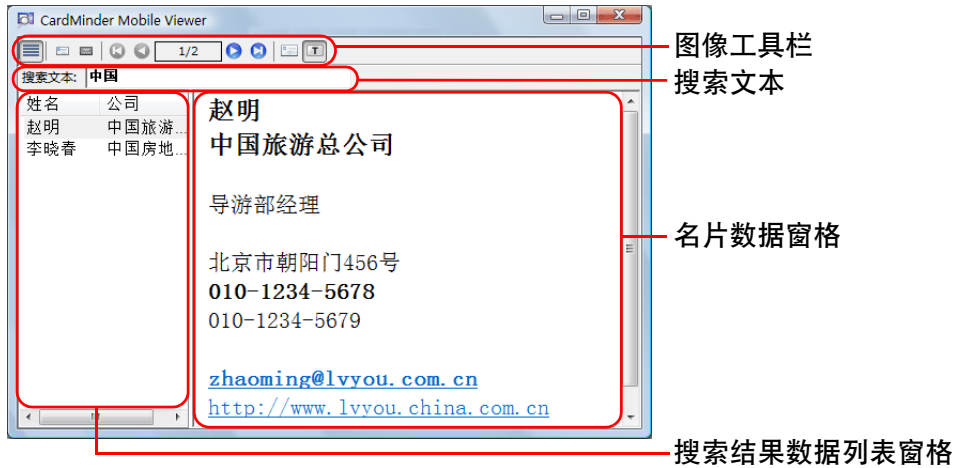 CardMinder Mobile Viewer
1/2
T
图像工具栏
搜索文本: 中国
搜索文本
姓名 公司
赵明 中国旅游...
李晓春 中国房地...
赵明
中国旅游总公司
导游部经理
名片数据窗格
北京市朝阳门456号
010-1234-5678
010-1234-5679
zhaoming@lvyou.com.cn
http://www.lvyou.china.com.cn
搜索结果数据列表窗格